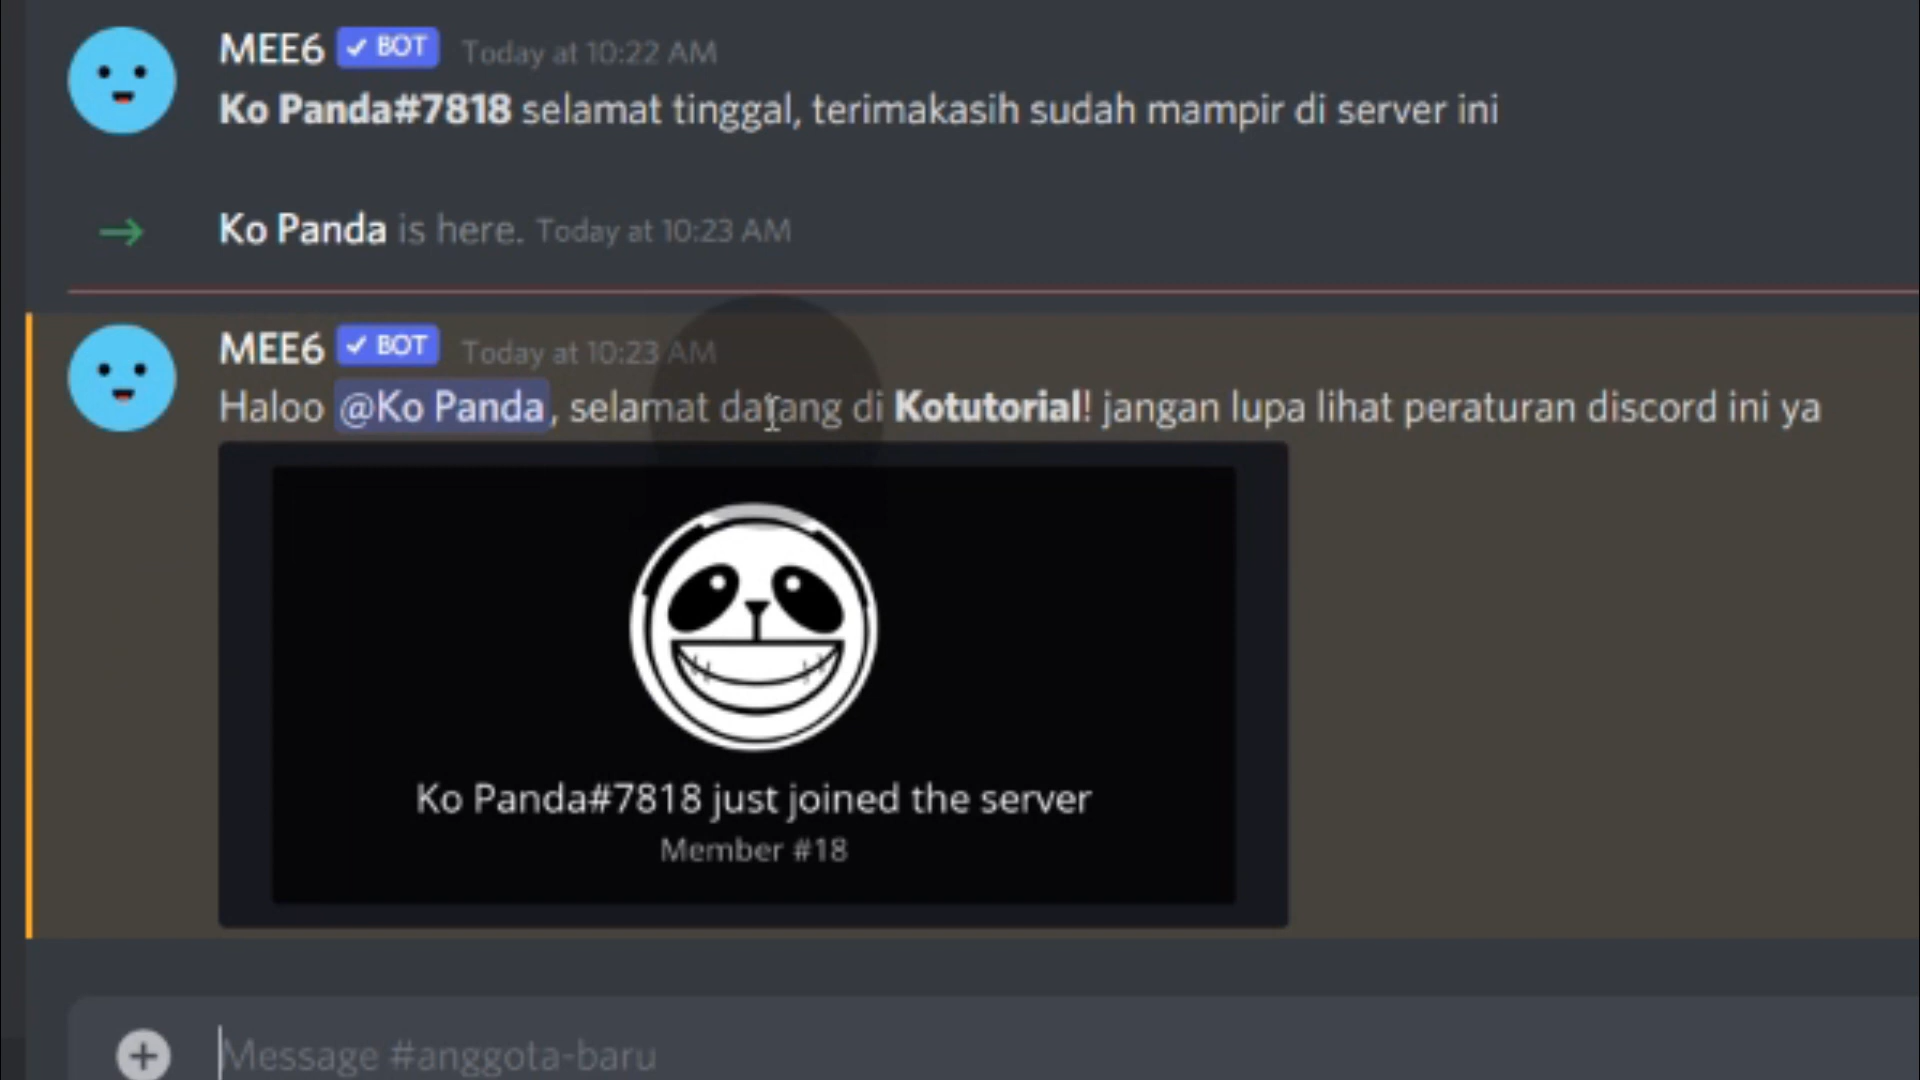 MEE6 ✓ BOT Today at 10:22 AM
Ko Panda#7818 selamat tinggal, terimakasih sudah mampir di server ini
Ko Panda is here. Today at 10:23 AM
MEE6 ✓ BOT Today at 10:23 AM
Haloo @Ko Panda, selamat datang di Kotutorial! jangan lupa lihat peraturan discord ini ya
Ko Panda#7818 just joined the server
Member #18
Message #anggota-baru